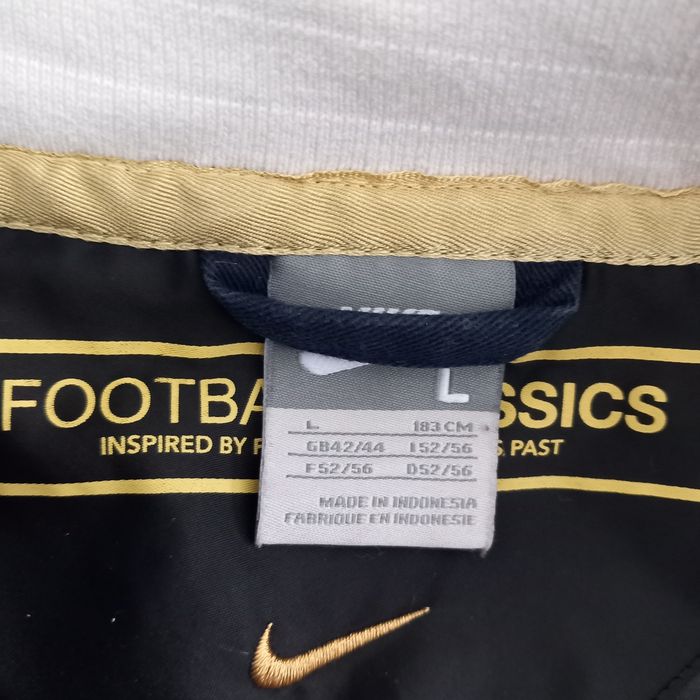 L
FOOTBA SSICS
INSPIRED BY PAST
L 183 CM
GB42/44 I52/56
F52/56 D52/56
MADE IN INDONESIA
FABRIQUE EN INDONESIE